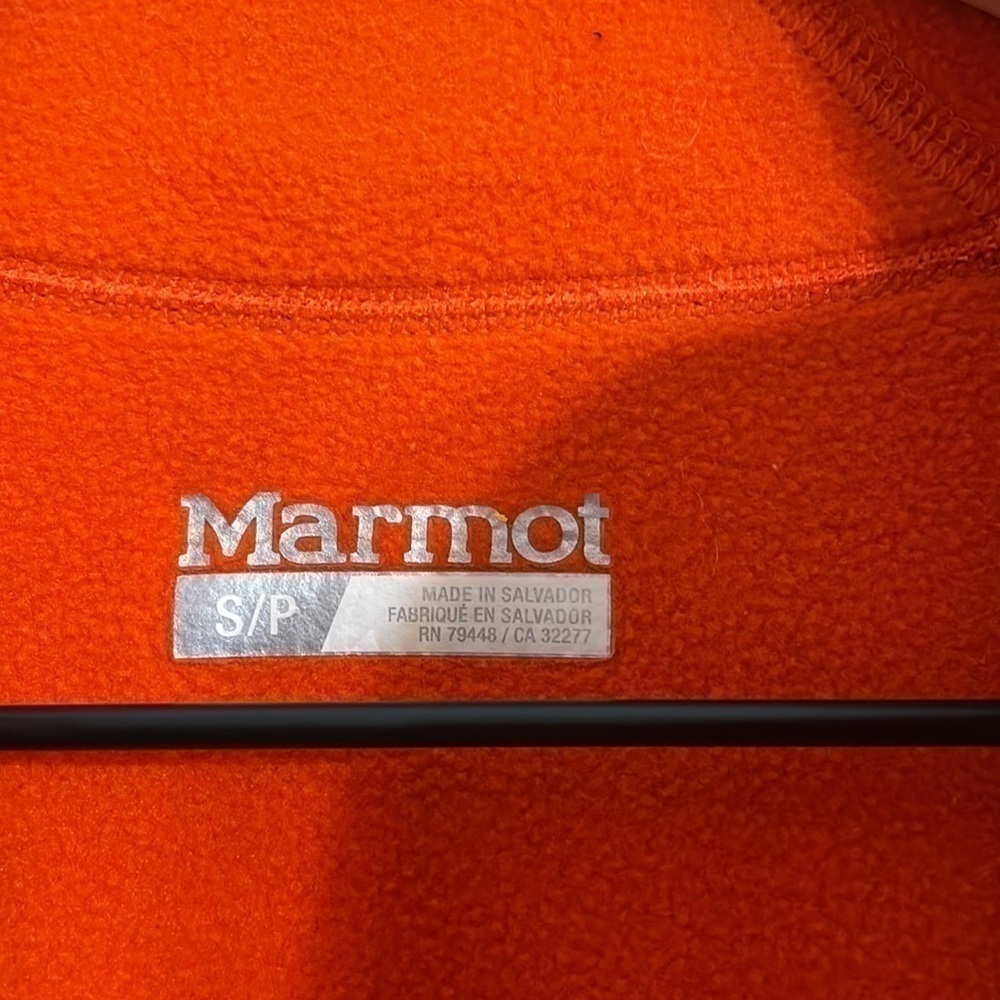 Marmot
S/P
MADE IN SALVADOR
FABRIQUÉ EN SALVADOR
RN 79448 / CA 32277